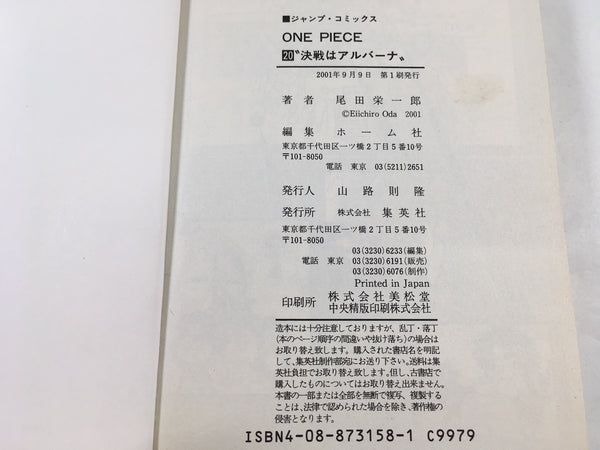 ■ジャンプ・コミックス
ONE PIECE
20〝決戦はアルバーナ〟
2001年9月9日 第1刷発行
著者 尾田栄一郎
©Eiichiro Oda 2001
編集 ホーム社
東京都千代田区一ツ橋2丁目5番10号
〒101-8050
電話 東京 03(5211)2651
発行人 山路則隆
発行所 株式会社 集英社
東京都千代田区一ツ橋2丁目5番10号
〒101-8050
03(3230)6233(編集)
電話 東京 03(3230)6191(販売)
03(3230)6076(制作)
Printed in Japan
印刷所 株式会社美松堂
中央精版印刷株式会社
造本には十分注意しておりますが、乱丁・落丁
(本のページ順序の間違いや抜け落ち)の場合は
お取り替え致します。購入された書店名を明記
して、集英社制作部宛にお送り下さい。送料は集
英社負担でお取り替え致します。但し、古書店で
購入したものについてはお取り替え出来ません。
本書の一部または全部を無断で複写、複製する
ことは、法律で認められた場合を除き、著作権の
侵害となります。
ISBN4-08-873158-1 C9979